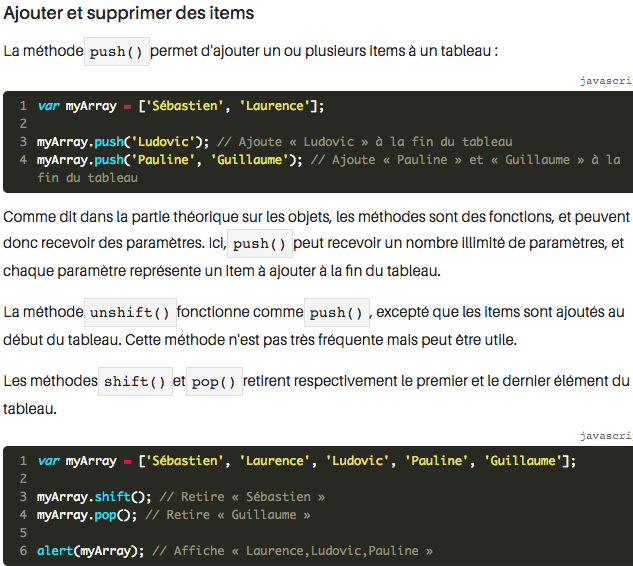 Ajouter et supprimer des items
La méthode push() permet d'ajouter un ou plusieurs items à un tableau :
javascri
1 var myArray = ['Sébastien', 'Laurence'];
2
3 myArray.push('Ludovic'); // Ajoute « Ludovic » à la fin du tableau
4 myArray.push('Pauline', 'Guillaume'); // Ajoute « Pauline » et « Guillaume » à la
fin du tableau
Comme dit dans la partie théorique sur les objets, les méthodes sont des fonctions, et peuvent
donc recevoir des paramètres. Ici, push() peut recevoir un nombre illimité de paramètres, et
chaque paramètre représente un item à ajouter à la fin du tableau.
La méthode unshift() fonctionne comme push() , excepté que les items sont ajoutés au
début du tableau. Cette méthode n'est pas très fréquente mais peut être utile.
Les méthodes shift() et pop() retirent respectivement le premier et le dernier élément du
tableau.
javascri
1 var myArray = ['Sébastien', 'Laurence', 'Ludovic', 'Pauline', 'Guillaume'];
2
3 myArray.shift(); // Retire « Sébastien »
4 myArray.pop(); // Retire « Guillaume »
5
6 alert(myArray); // Affiche « Laurence,Ludovic,Pauline »